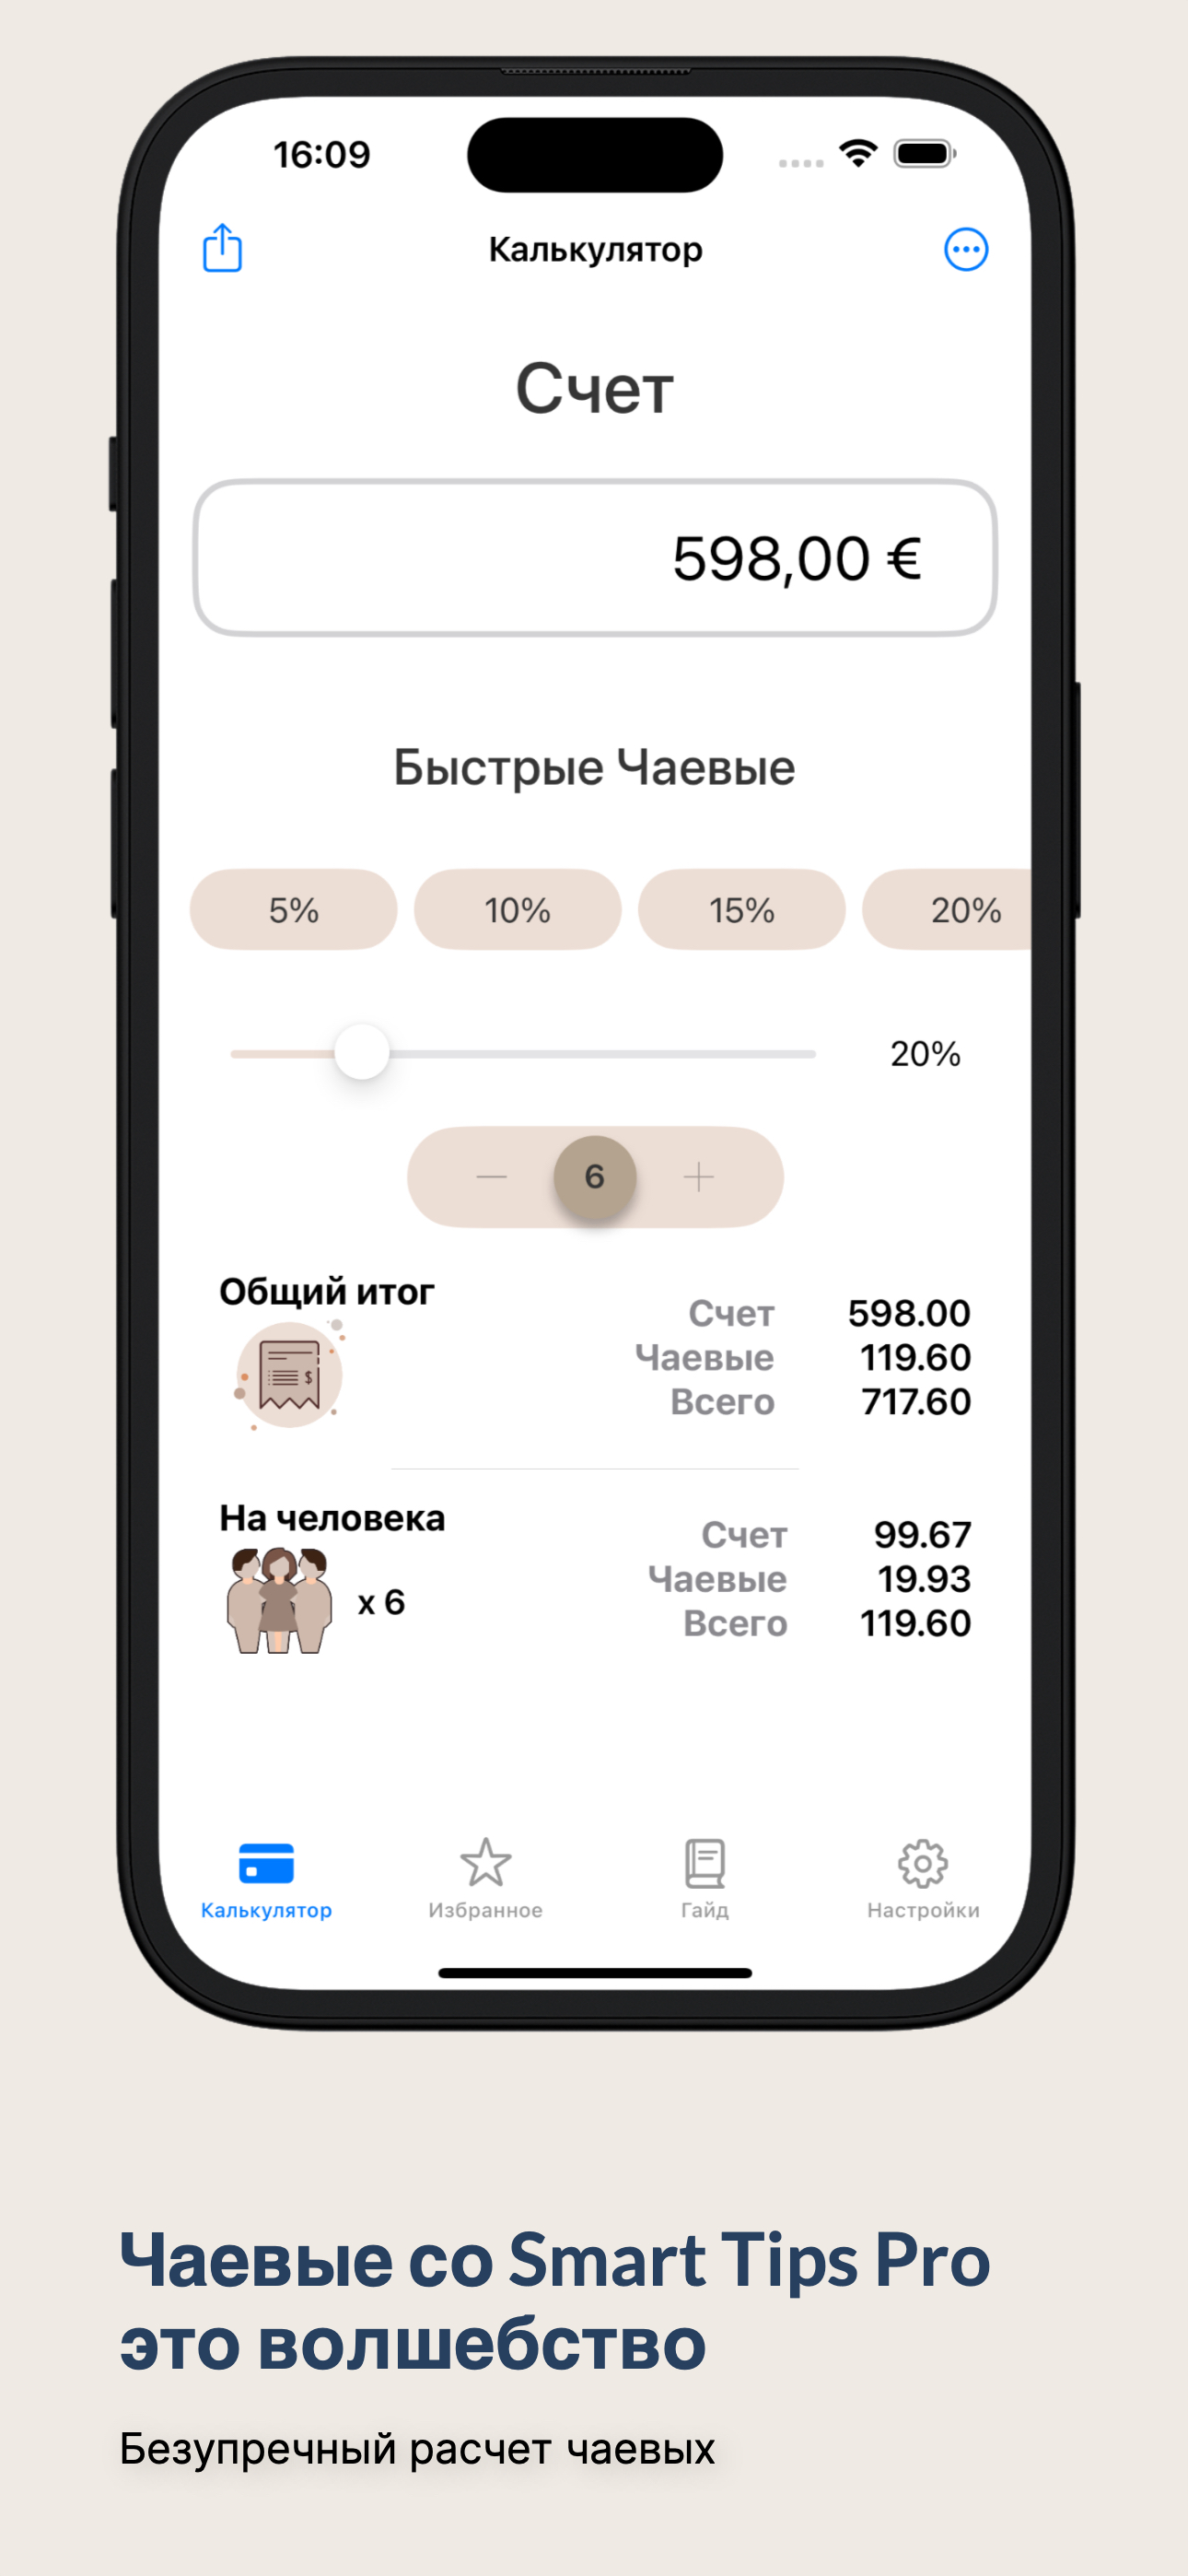 16:09
Калькулятор
Счет
598,00 €
Быстрые Чаевые
5% 10% 15% 20%
20%
6
Общий итог
Счет 598.00
Чаевые 119.60
Всего 717.60
$
На человека
Счет 99.67
Чаевые 19.93
x 6
Всего 119.60
Калькулятор Избранное Гайд Настройки
Чаевые со Smart Tips Pro
это волшебство
Безупречный расчет чаевых